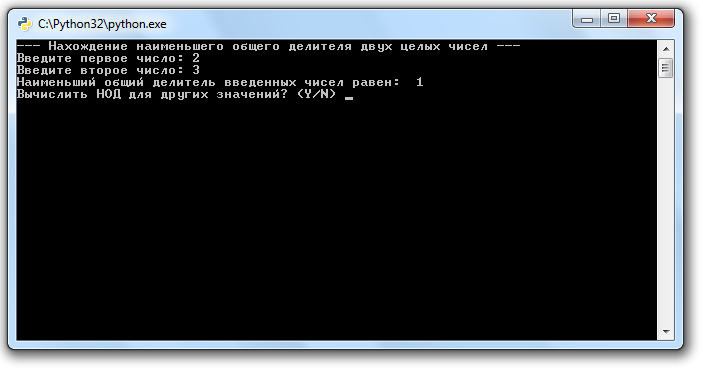 C:\Python32\python.exe
--- Нахождение наименьшего общего делителя двух целых чисел ---
Введите первое число: 2
Введите второе число: 3
Наименьший общий делитель введенных чисел равен:  1
Вычислить НОД для других значений? (Y/N) _